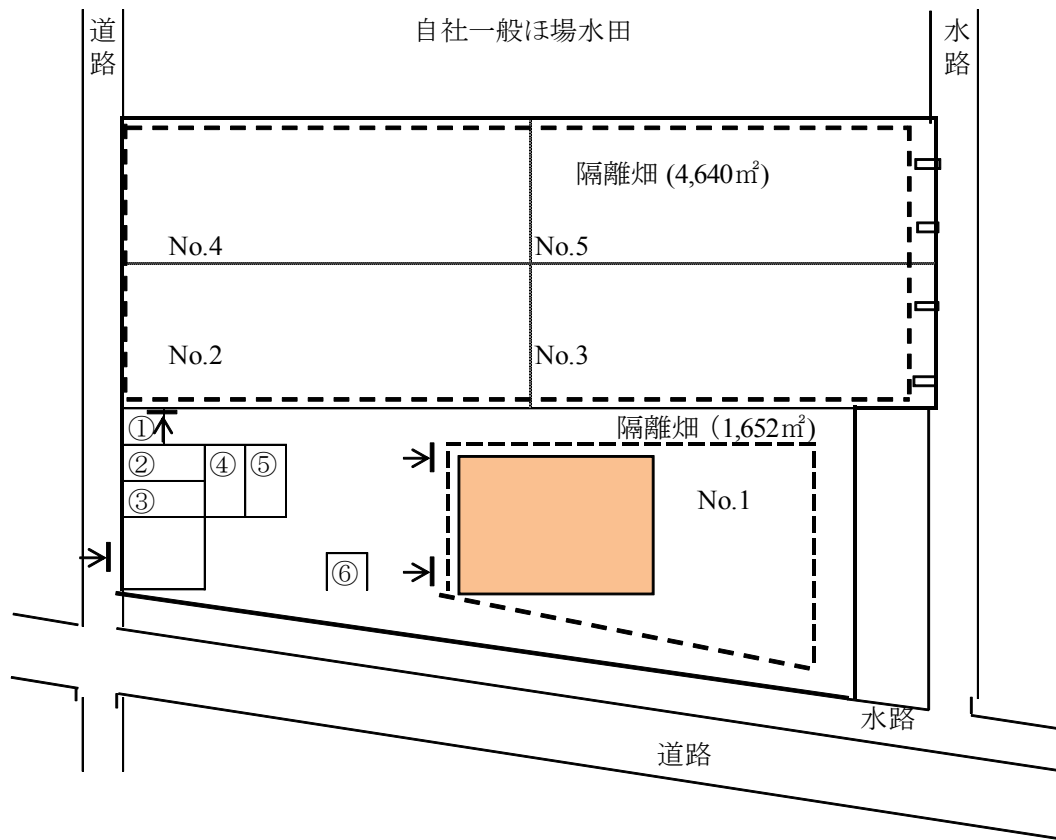 道路
自社一般ほ場水田
水路
隔離畑 (4,640㎡)
No.4
No.5
No.2
No.3
①
隔離畑（1,652㎡)
②
④
⑤
③
No.1
⑥
水路
道路